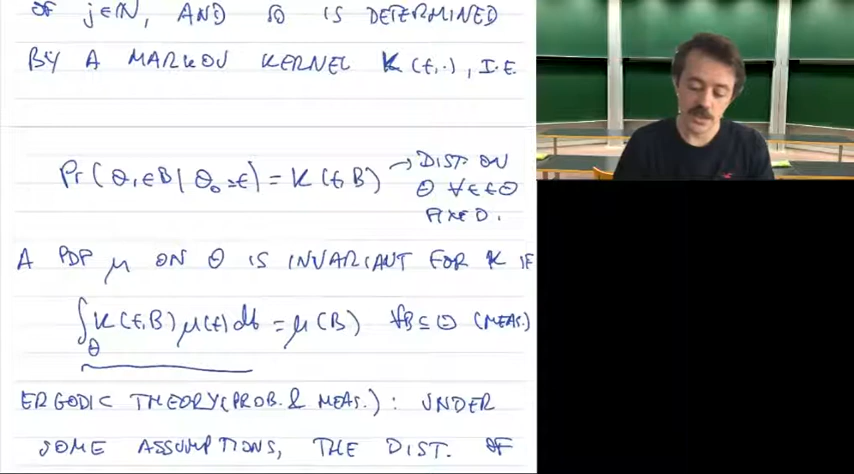 OF j∈ℕ, AND SO IS DETERMINED
BY A MARKOV KERNEL K(t,·), I.E.
Pr(θ₁∈B|θ₀=t) = K(t,B) → DIST. ON
Θ ∀t∈Θ
FIXED.
A PDF μ ON Θ IS INVARIANT FOR K IF
∫_Θ K(t,B) μ(t) dt = μ(B) ∀B⊆Θ (MEAS.)
ERGODIC THEORY (PROB. & MEAS.): UNDER
SOME ASSUMPTIONS, THE DIST. OF